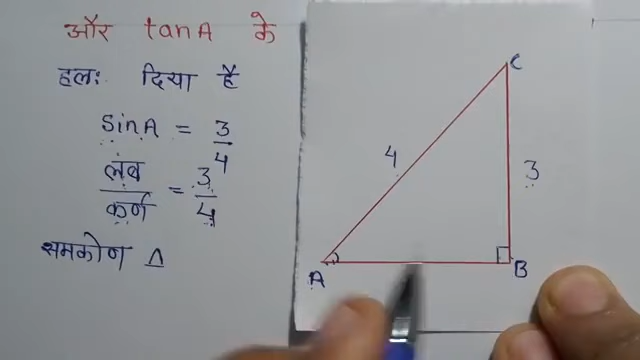 और tanA के
हल: दिया है
sinA = 3/4
लंब/कर्ण = 3/4
समकोण Δ
C
4
3
A
B